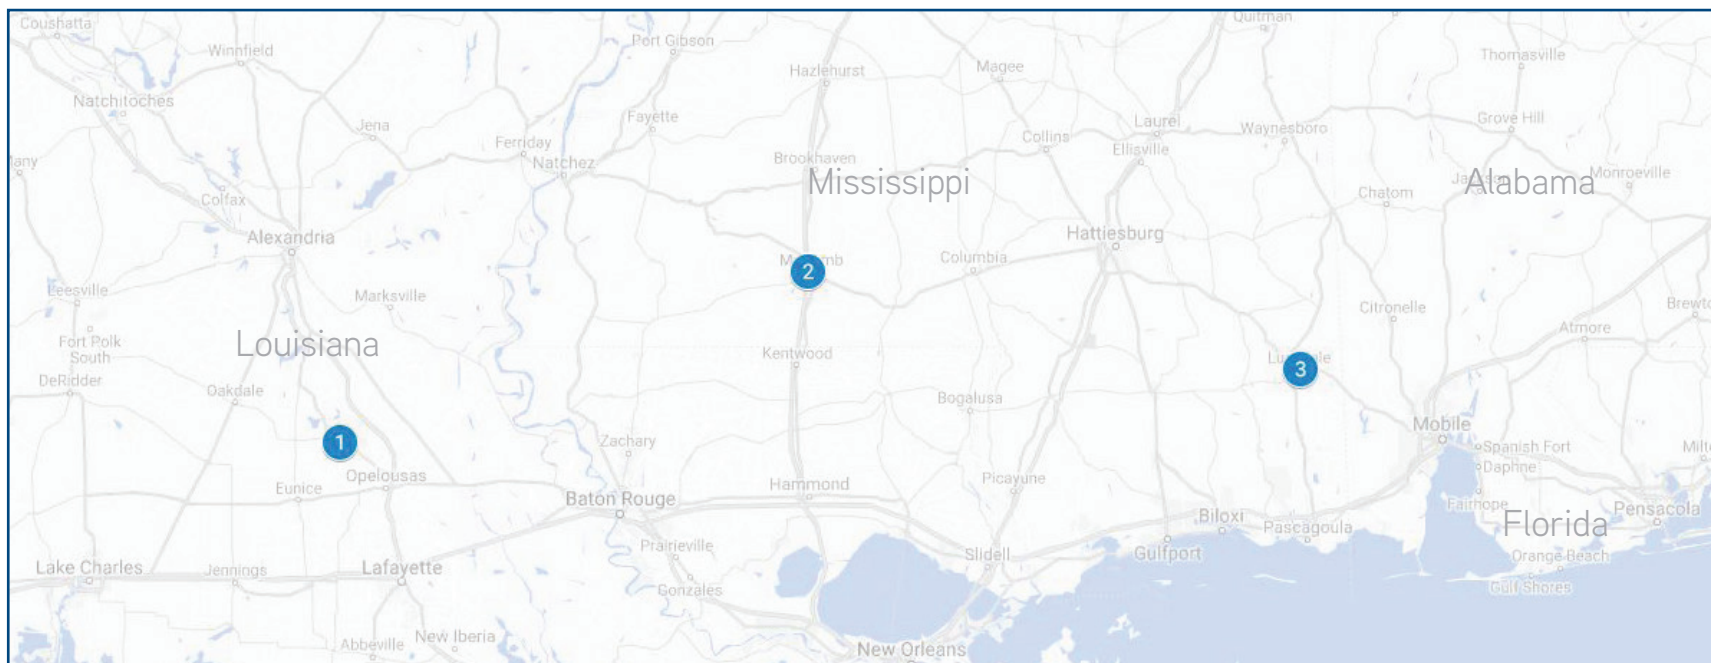 Coushatta
Quitman
Port Gibson
Winnfield
Thomasville
Hazlehurst
Magee
Natchitoches
Fayette
Grove Hill
Jena
Laurel
Waynesboro
Collins
Ferriday
Ellisville
Many
Natchez
Brookhaven
Mississippi
Alabama
Monroeville
Chatom
Colfax
Alexandria
Hattiesburg
Columbia
2
Leesville
Marksville
Citronelle
Atmore
Fort Polk
South
Louisiana
Kentwood
3
DeRidder
Oakdale
Bogalusa
Mobile
1
Zachary
Spanish Fort
Daphne
Opelousas
Eunice
Hammond
Picayune
Baton Rouge
Fairhope
Pensacola
Biloxi
Pascagoula
Florida
Prairieville
Slidell
Gulfport
Orange Beach
Lake Charles
Jennings
Lafayette
Gonzales
Gulf Shores
New Iberia
Abbeville
New Orleans